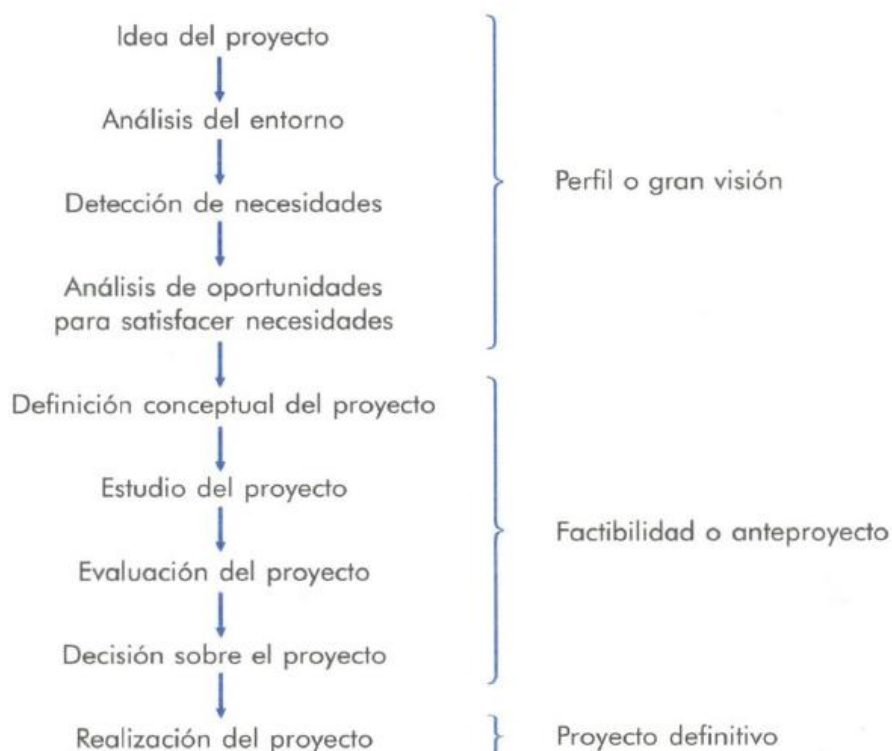 Idea del proyecto
Análisis del entorno
Detección de necesidades
Perfil o gran visión
Análisis de oportunidades
para satisfacer necesidades
Definición conceptual del proyecto
Estudio del proyecto
Factibilidad o anteproyecto
Evaluación del proyecto
Decisión sobre el proyecto
Realización del proyecto
Proyecto definitivo